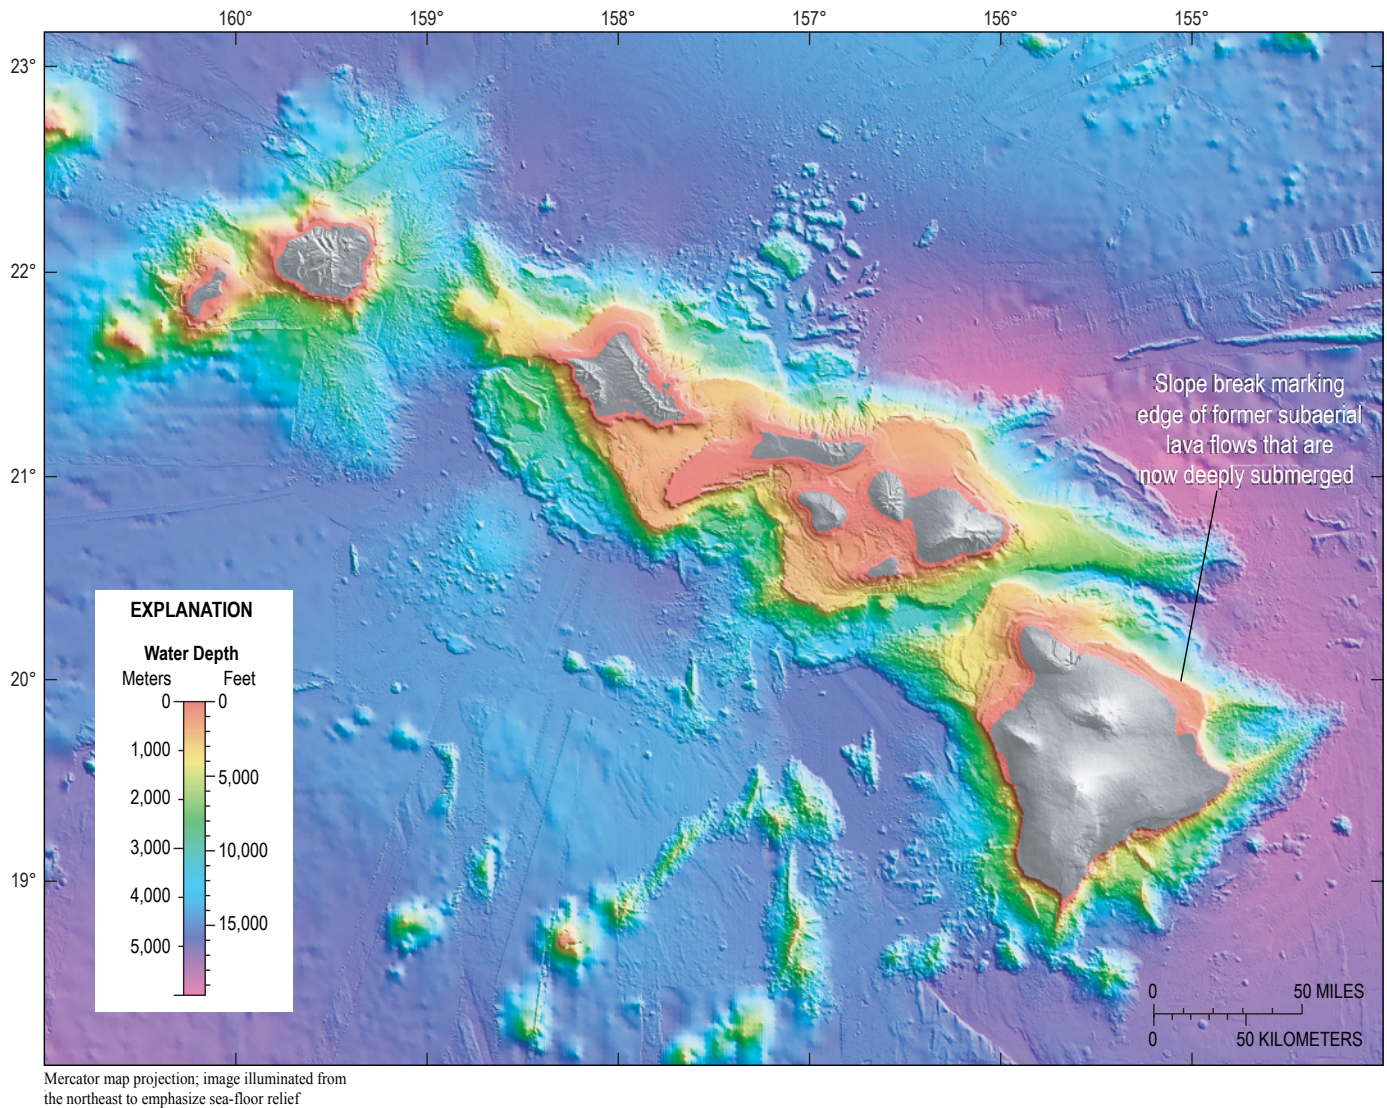 160° 159° 158° 157° 156° 155°
23°
22°
21°
20°
19°
Slope break marking
edge of former subaerial
lava flows that are
now deeply submerged
EXPLANATION
Water Depth
Meters Feet
0 0
1,000
5,000
2,000
3,000 10,000
4,000
15,000
5,000
0 50 MILES
0 50 KILOMETERS
Mercator map projection; image illuminated from
the northeast to emphasize sea-floor relief